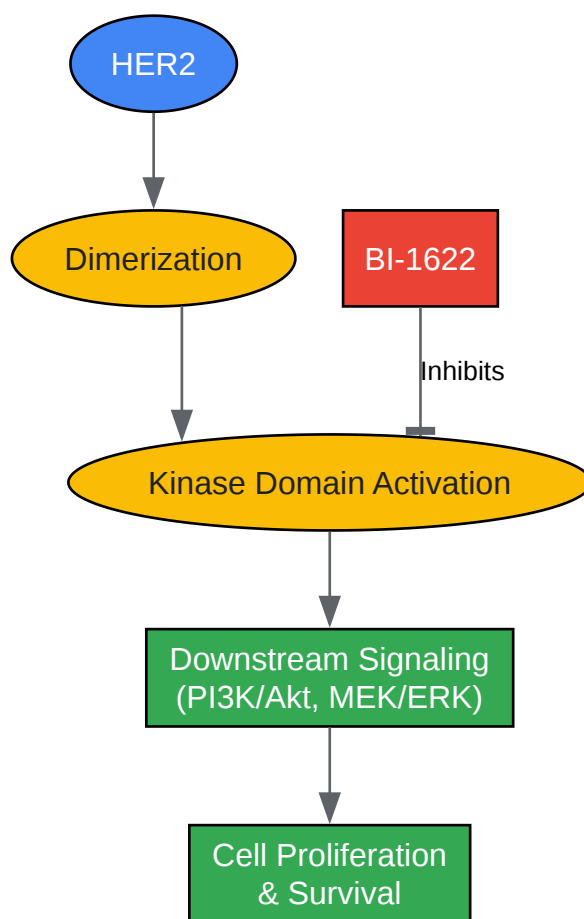 HER2
Dimerization
BI-1622
Inhibits
Kinase Domain Activation
Downstream Signaling
(PI3K/Akt, MEK/ERK)
Cell Proliferation
& Survival